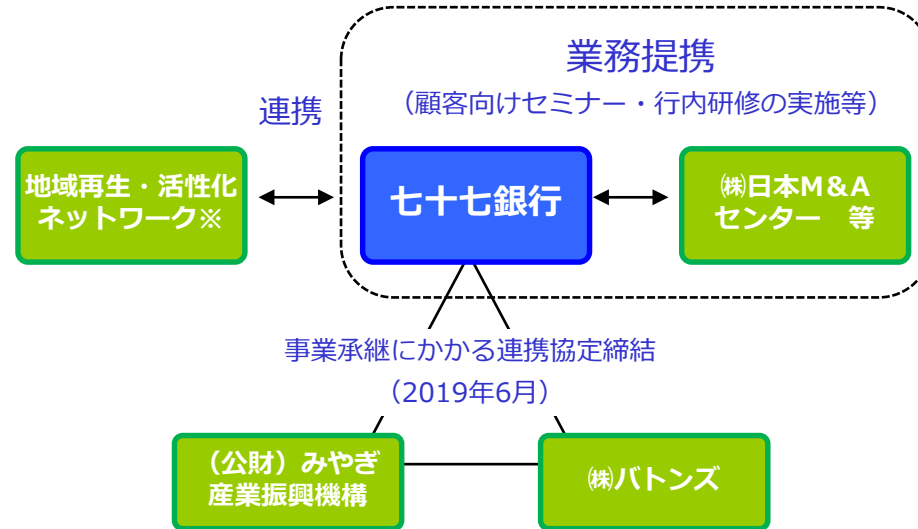 業務提携
（顧客向けセミナー・行内研修の実施等）
連携
地域再生・活性化
ネットワーク※
七十七銀行
㈱日本M＆A
センター　等
事業承継にかかる連携協定締結
（2019年6月）
（公財）みやぎ
産業振興機構
㈱バトンズ